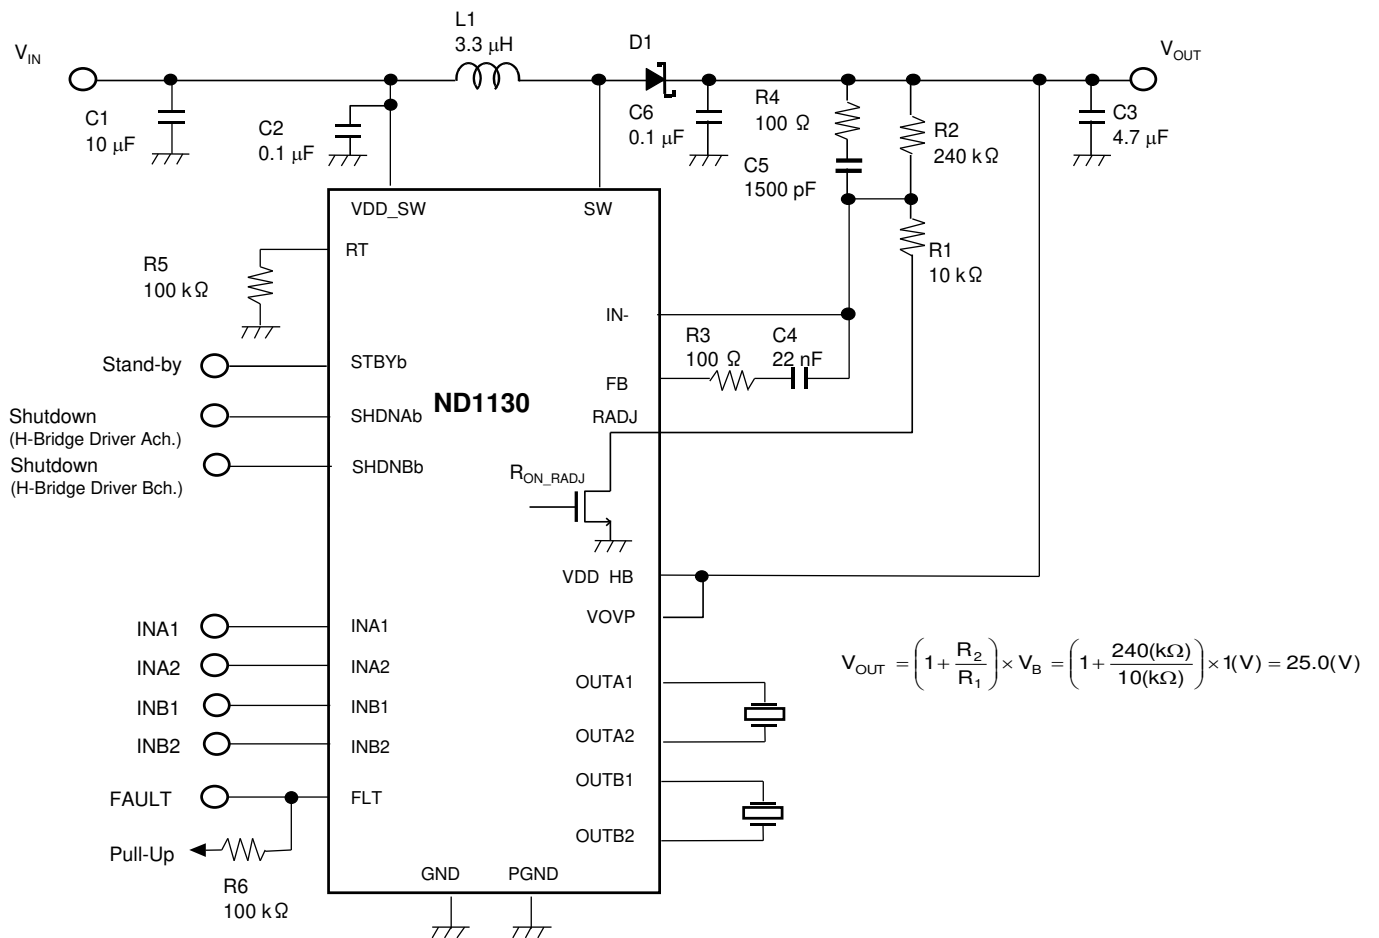 L1
3.3 μH
D1
V_IN
V_OUT
C1
10 μF
C2
0.1 μF
C6
0.1 μF
R4
100 Ω
C5
1500 pF
R2
240 kΩ
C3
4.7 μF
VDD_SW
SW
RT
R5
100 kΩ
R1
10 kΩ
IN-
R3
100 Ω
C4
22 nF
FB
Stand-by
STBYb
ND1130
RADJ
Shutdown
(H-Bridge Driver Ach.)
SHDNAb
Shutdown
(H-Bridge Driver Bch.)
SHDNBb
R_ON_RADJ
VDD HB
VOVP
INA1
INA1
INA2
INA2
INB1
INB1
INB2
INB2
OUTA1
OUTA2
OUTB1
OUTB2
V_OUT = (1 + R_2/R_1) × V_B = (1 + 240(kΩ)/10(kΩ)) × 1(V) = 25.0(V)
FAULT
FLT
Pull-Up
R6
100 kΩ
GND
PGND